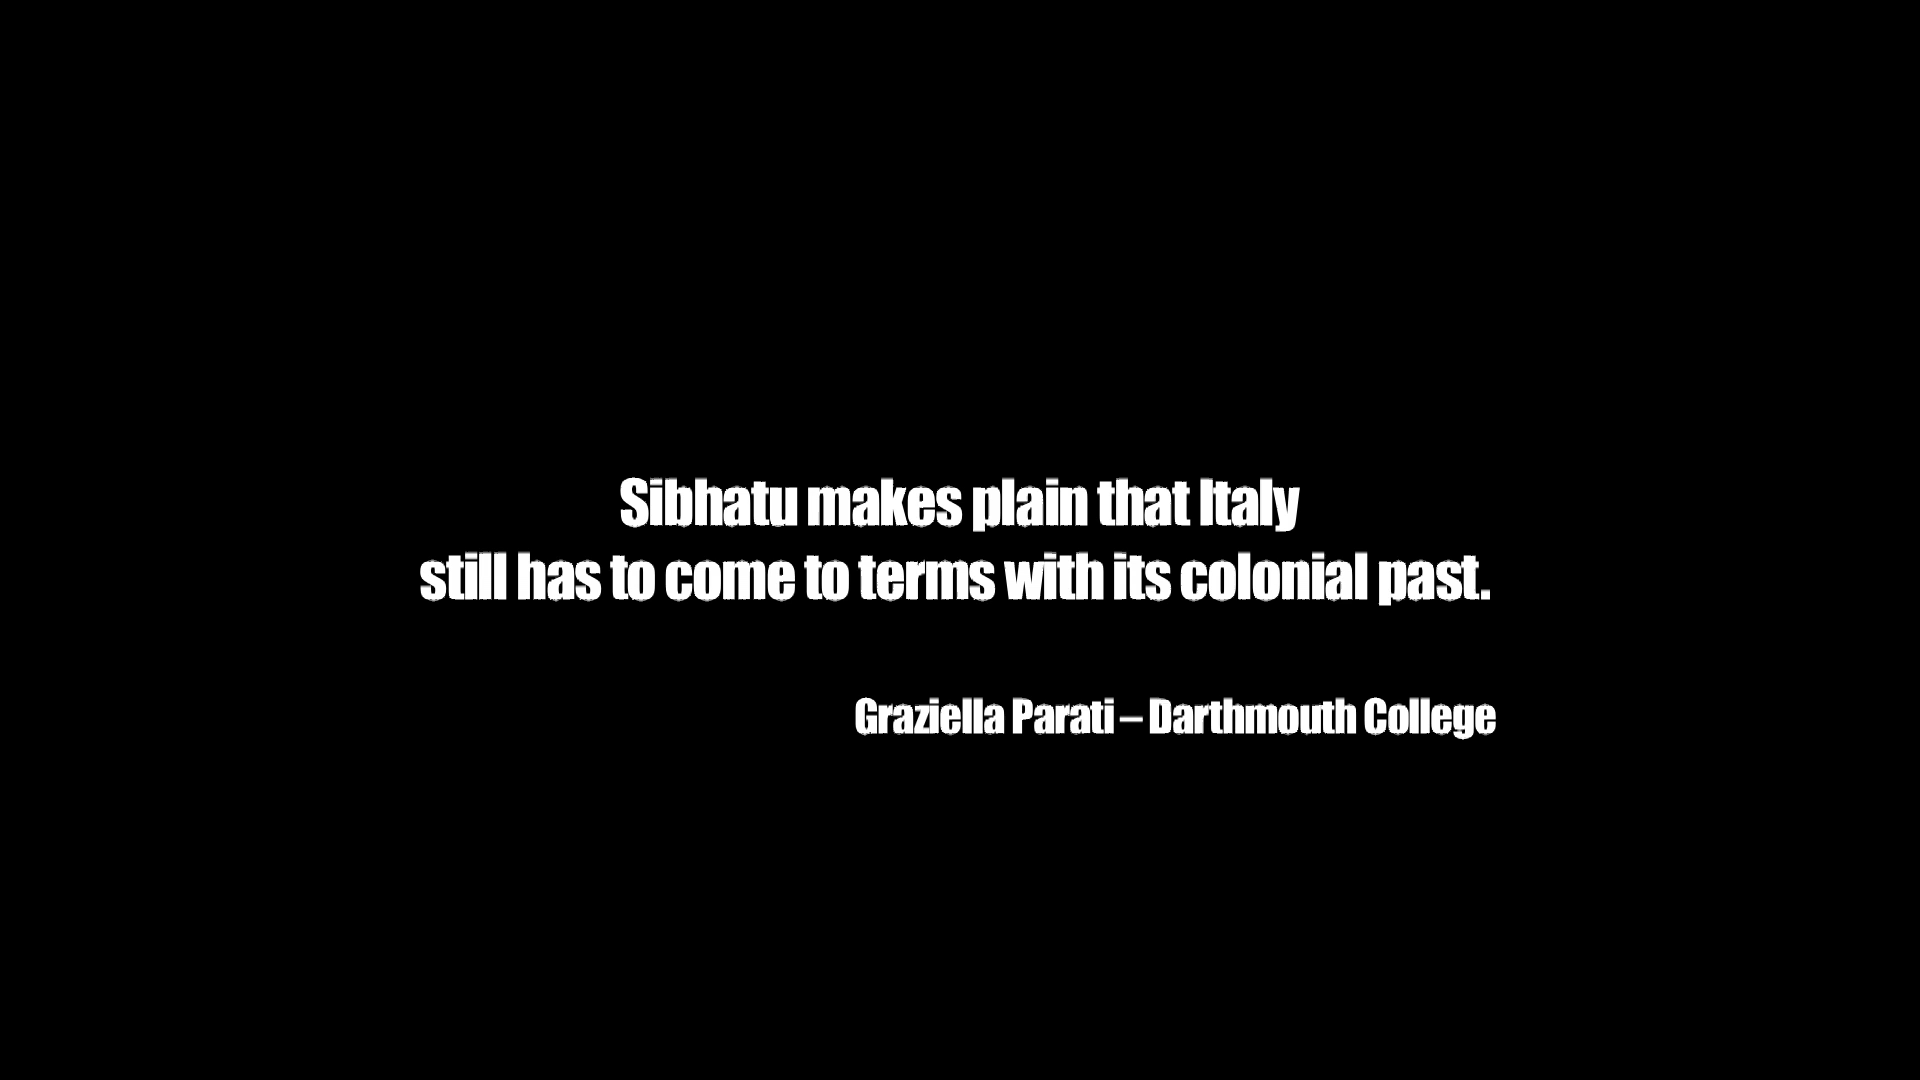 Sibhatu makes plain that Italy
still has to come to terms with its colonial past.
Graziella Parati – Darthmouth College